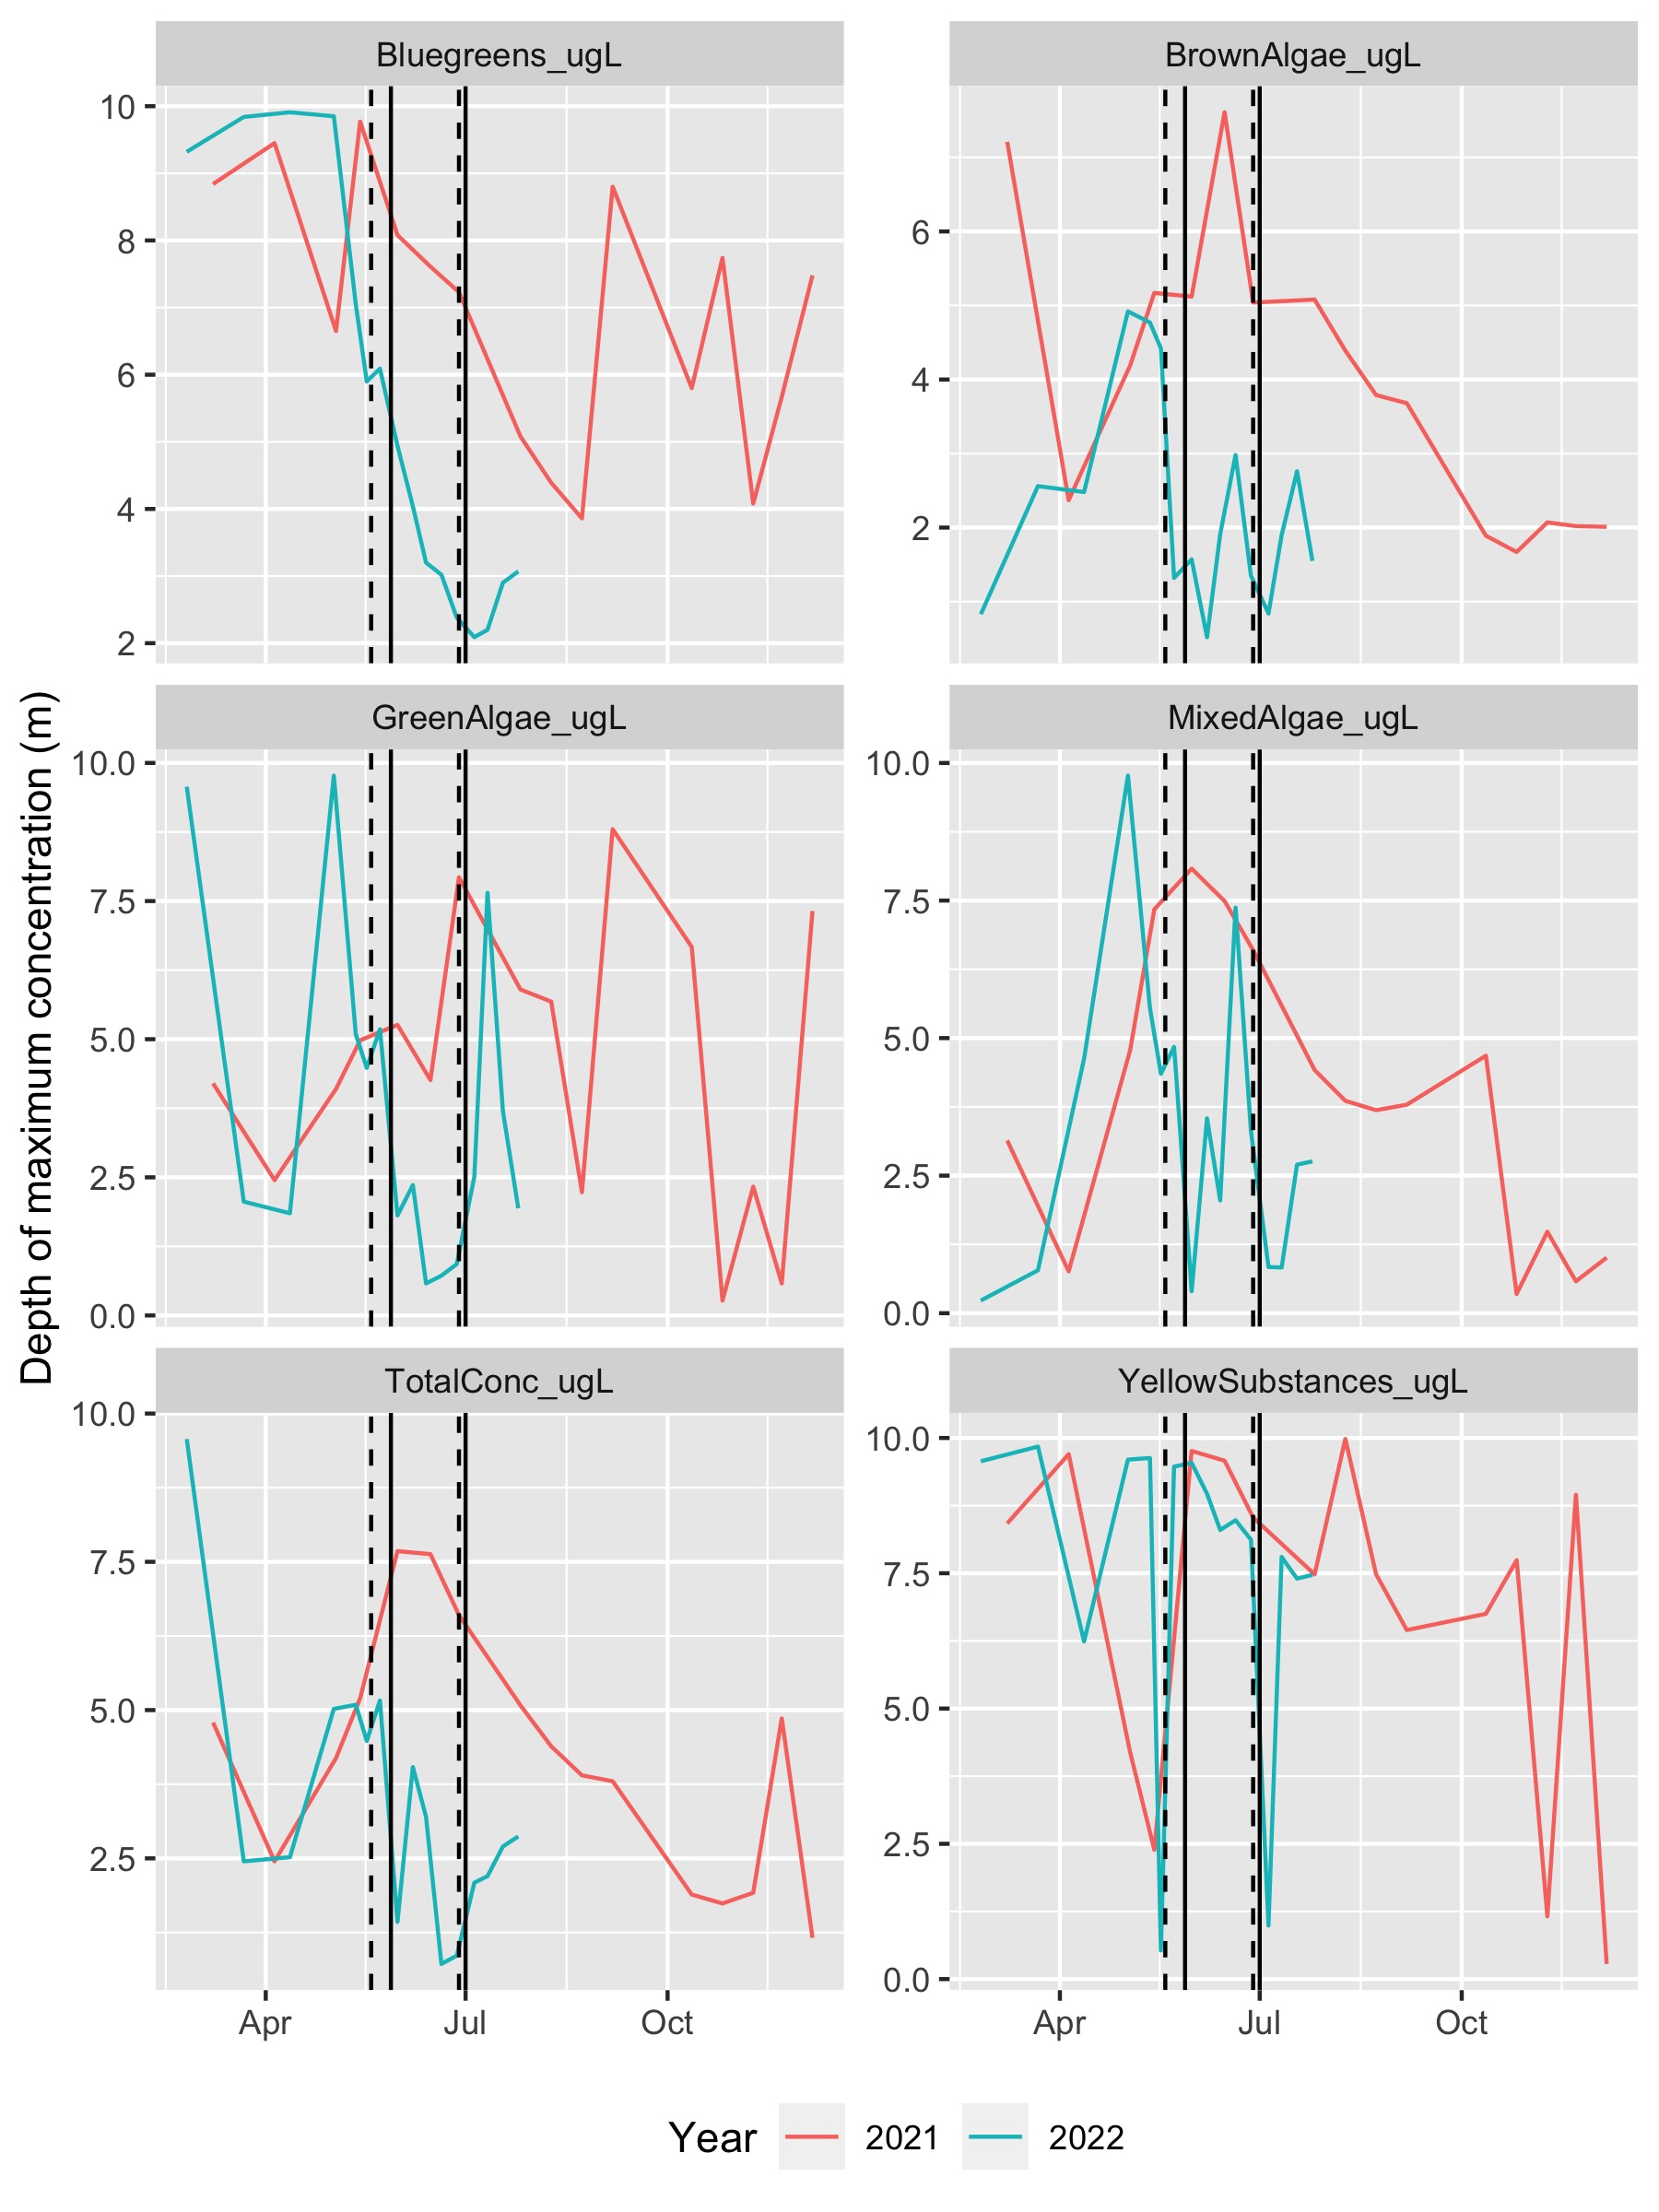 Bluegreens_ugL
BrownAlgae_ugL
10
8
6
4
2
6
4
2
GreenAlgae_ugL
MixedAlgae_ugL
10.0
7.5
5.0
2.5
0.0
10.0
7.5
5.0
2.5
0.0
Depth of maximum concentration (m)
TotalConc_ugL
YellowSubstances_ugL
10.0
7.5
5.0
2.5
10.0
7.5
5.0
2.5
0.0
Apr
Jul
Oct
Apr
Jul
Oct
Year
2021
2022